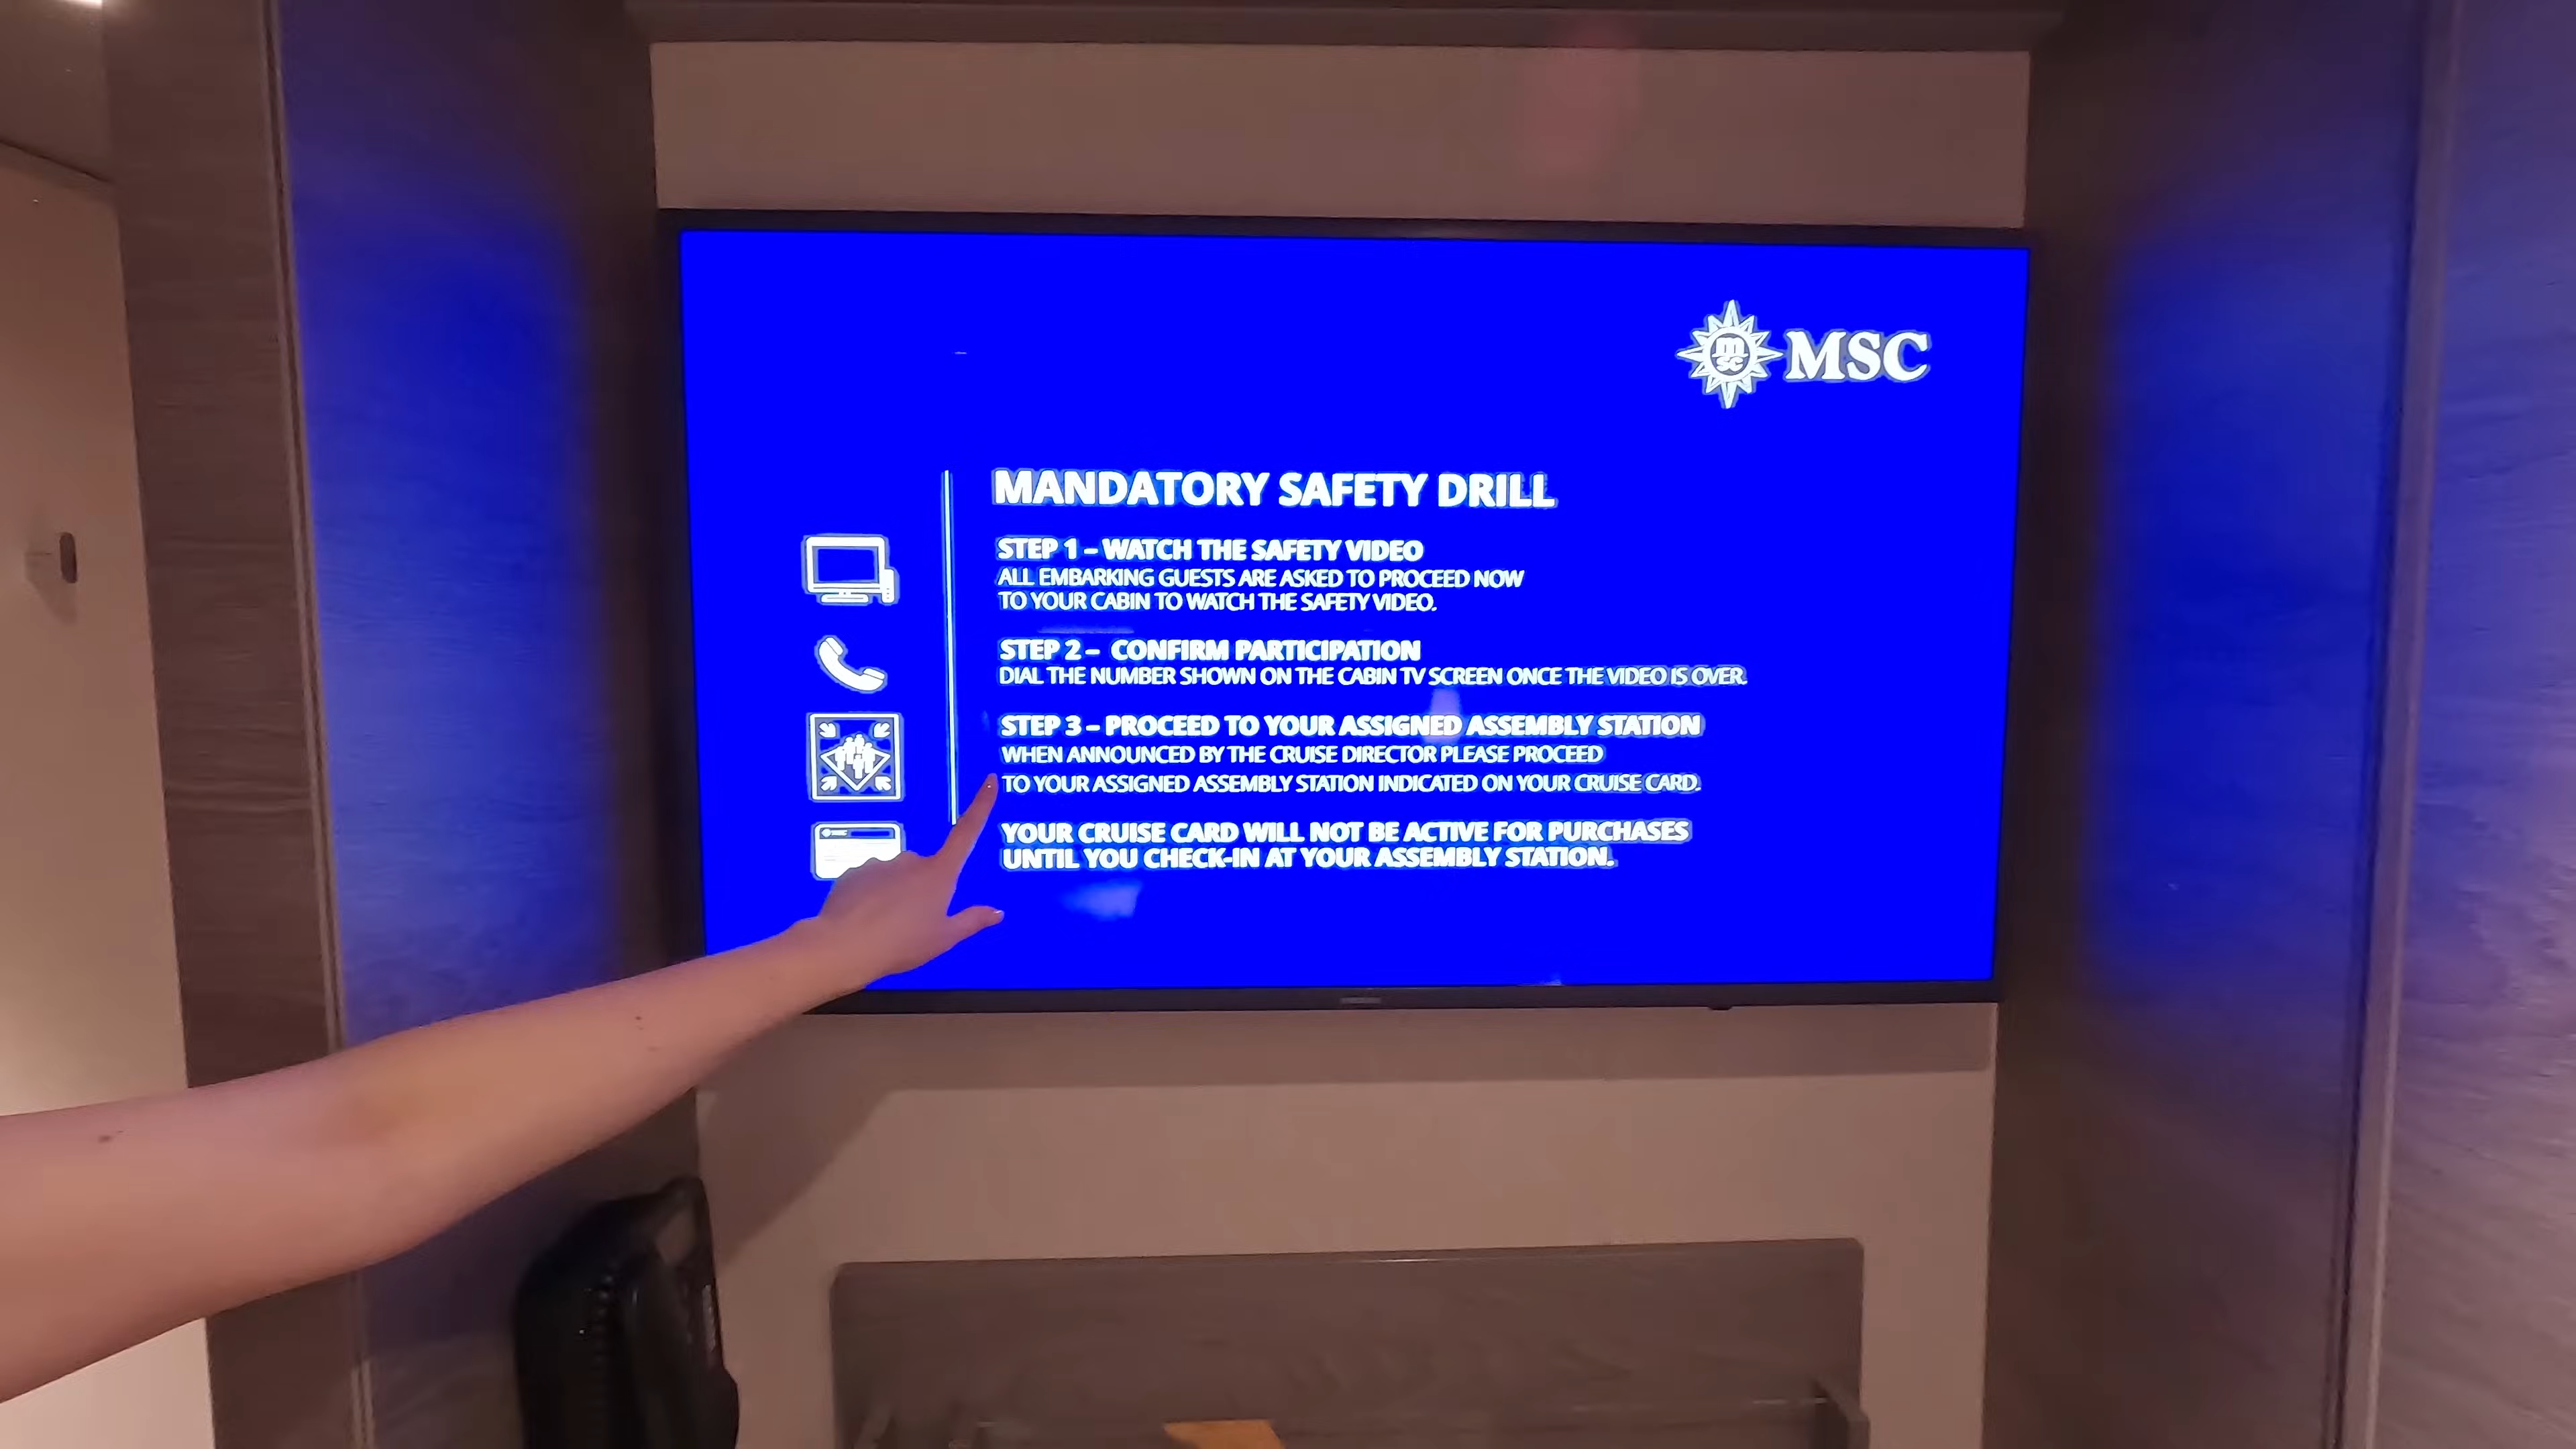 msc MSC
MANDATORY SAFETY DRILL
STEP 1 – WATCH THE SAFETY VIDEO
ALL EMBARKING GUESTS ARE ASKED TO PROCEED NOW
TO YOUR CABIN TO WATCH THE SAFETY VIDEO.
STEP 2 – CONFIRM PARTICIPATION
DIAL THE NUMBER SHOWN ON THE CABIN TV SCREEN ONCE THE VIDEO IS OVER.
STEP 3 – PROCEED TO YOUR ASSIGNED ASSEMBLY STATION
WHEN ANNOUNCED BY THE CRUISE DIRECTOR PLEASE PROCEED
TO YOUR ASSIGNED ASSEMBLY STATION INDICATED ON YOUR CRUISE CARD.
YOUR CRUISE CARD WILL NOT BE ACTIVE FOR PURCHASES
UNTIL YOU CHECK-IN AT YOUR ASSEMBLY STATION.